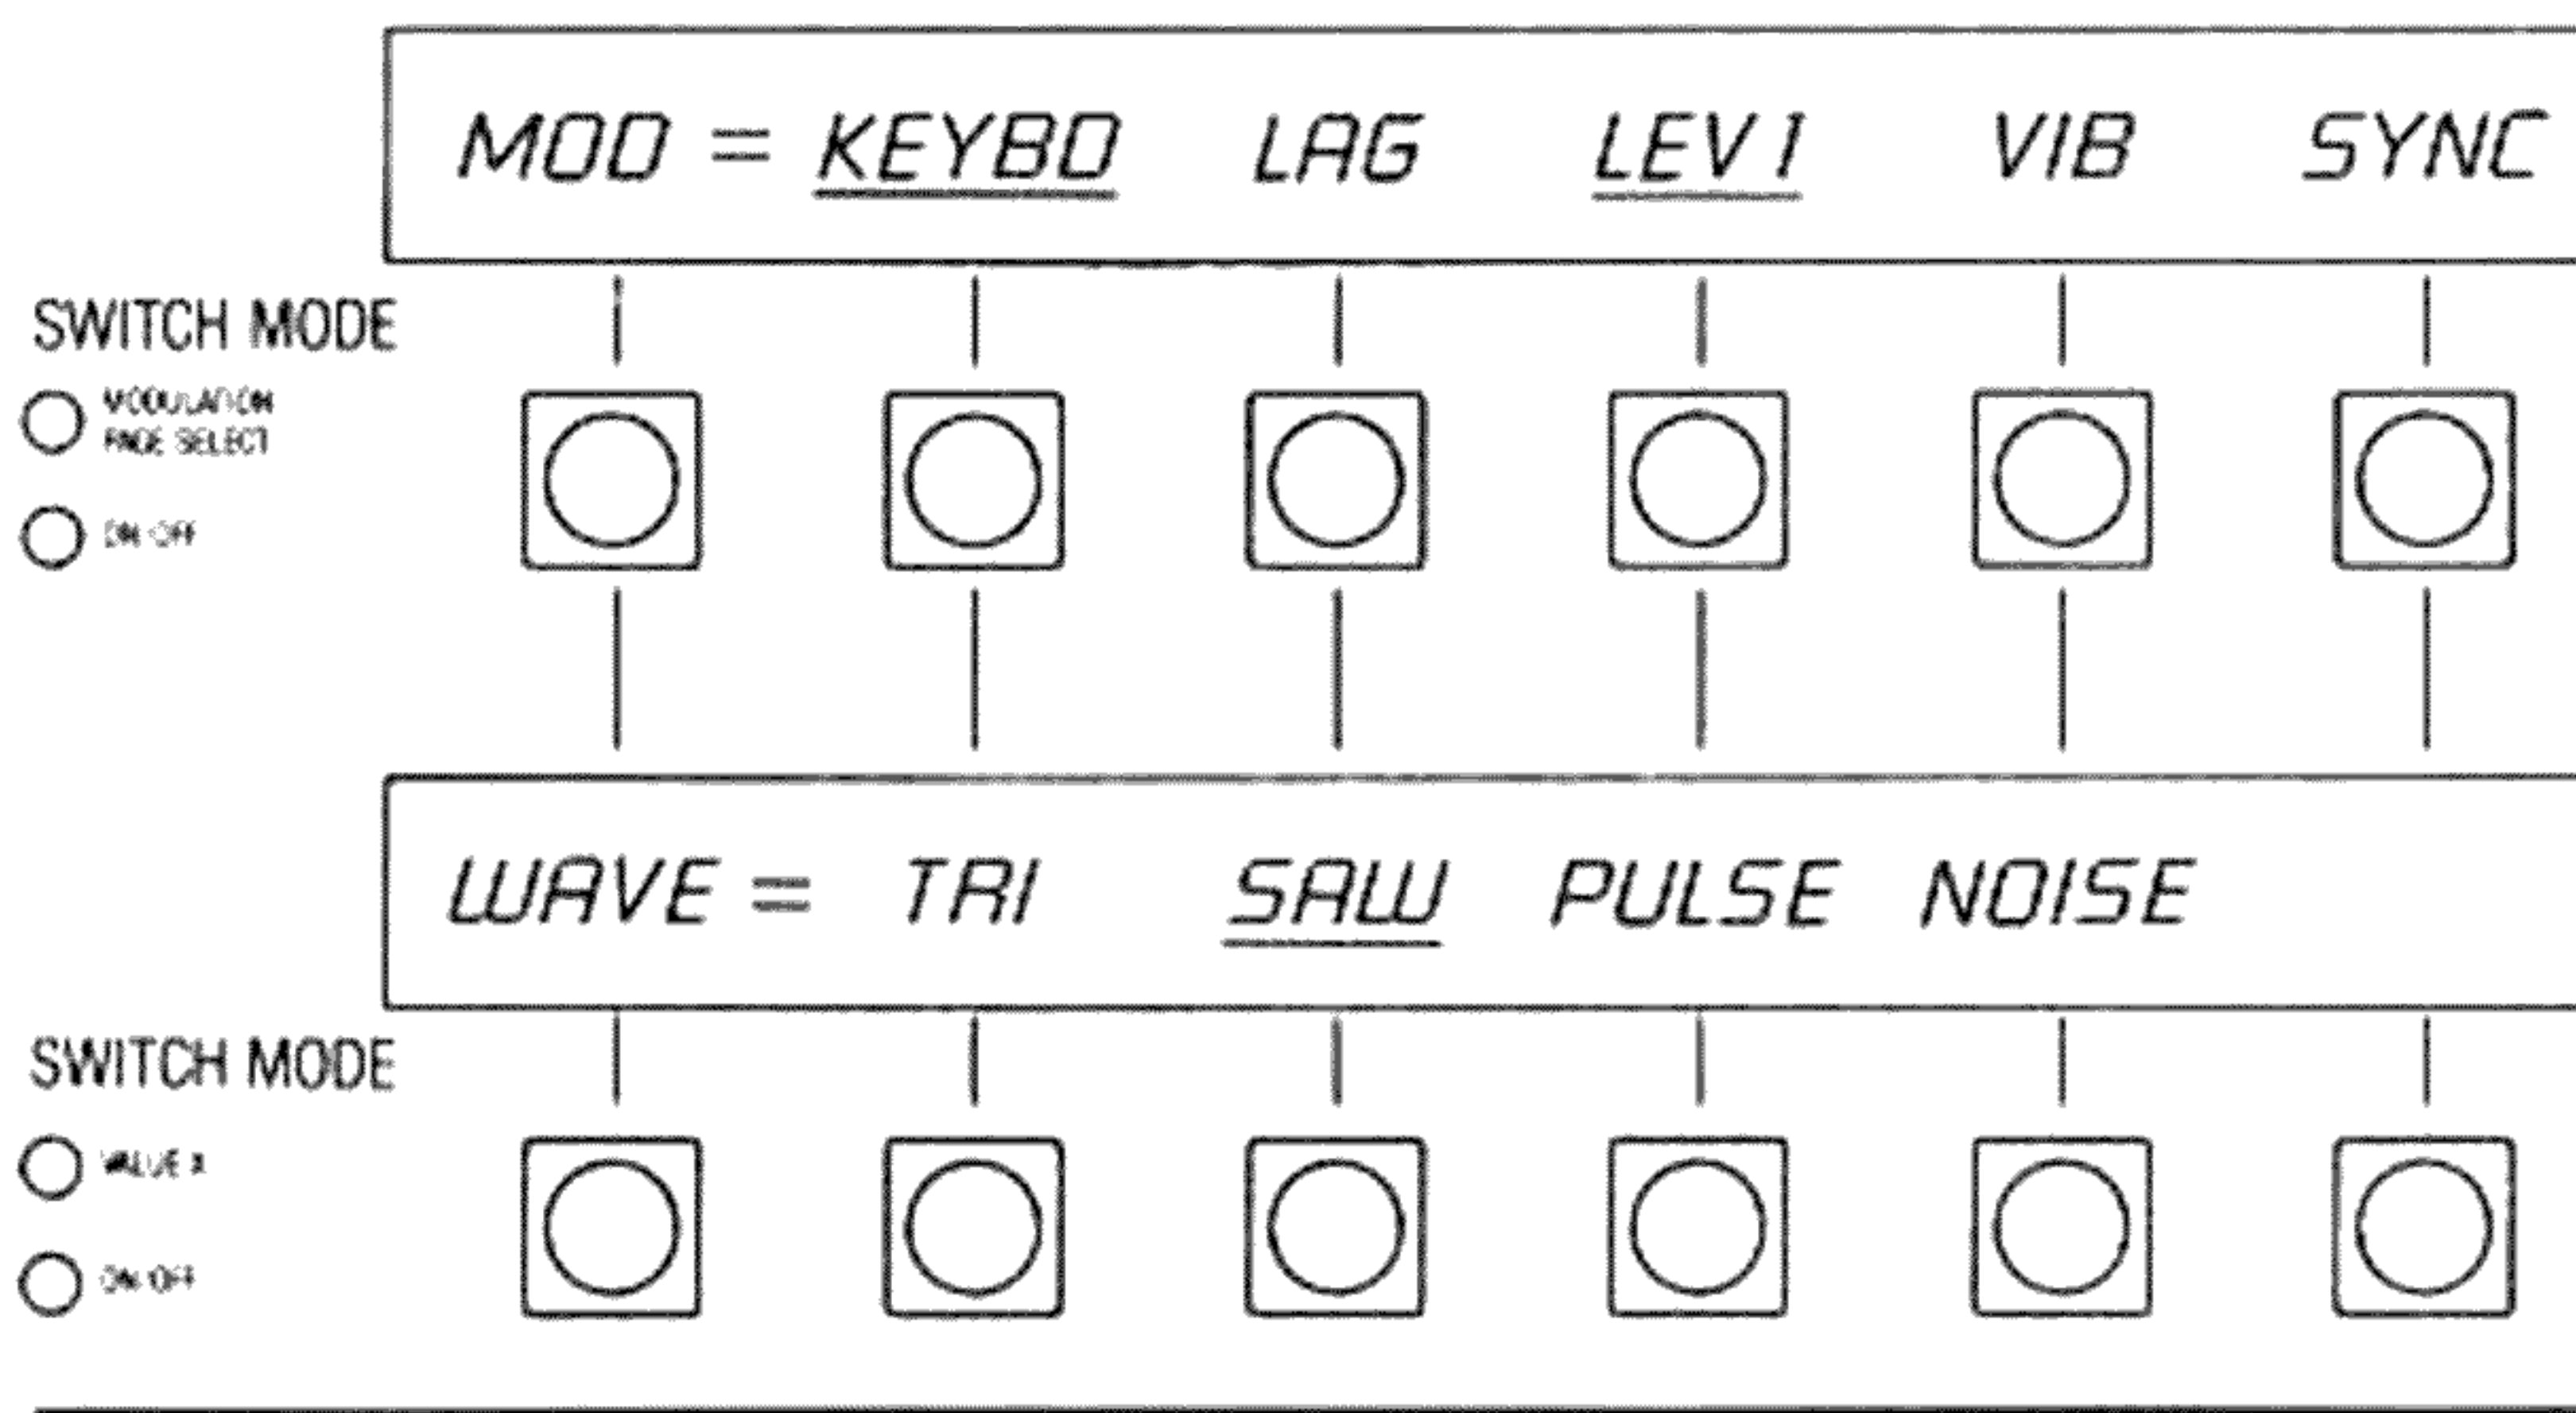 MOD = KEYBD LAG LEV1 VIB SYNC
SWITCH MODE
MODULATION
PAGE SELECT
ON OFF
WAVE = TRI SAW PULSE NOISE
SWITCH MODE
VALUE X
ON/OFF